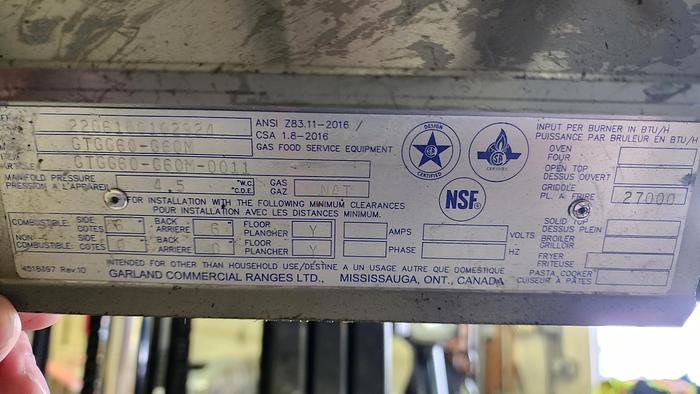 ANSI Z83.11-2016 /
CSA 1.8-2016
GAS FOOD SERVICE EQUIPMENT
GTGG60-G60M
GTGG60-G60M-0011
MANIFOLD PRESSURE
PRESSION A L'APPAREIL
4.5
"W.C.
"C.D.E.
GAS
GAZ
NAT
FOR INSTALLATION WITH THE FOLLOWING MINIMUM CLEARANCES
POUR INSTALLATION AVEC LES DISTANCES MINIMUM.
COMBUSTIBLE
SIDE
COTES
6
BACK
ARRIERE
6
FLOOR
PLANCHER
Y
AMPS
VOLTS
NON
COMBUSTIBLE
SIDE
COTES
0
BACK
ARRIERE
0
FLOOR
PLANCHER
Y
PHASE
HZ
INTENDED FOR OTHER THAN HOUSEHOLD USE/DESTINE A UN USAGE AUTRE QUE DOMESTIQUE
4518397 Rev.10
GARLAND COMMERCIAL RANGES LTD., MISSISSAUGA, ONT., CANADA
DESIGN
CERTIFIED
CERTIFIED
NSF®
INPUT PER BURNER IN BTU/H
PUISSANCE PAR BRULEUR EN BTU/H
OVEN
FOUR
OPEN TOP
DESSUS OUVERT
GRIDDLE
PL. A FRIRE
27000
SOLID TOP
DESSUS PLEIN
BROILER
GRILLOIR
FRYER
FRITEUSE
PASTA COOKER
CUISEUR À PÂTES